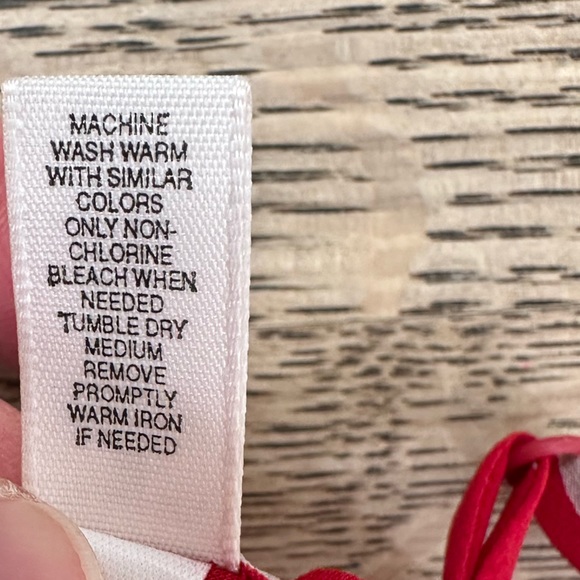 MACHINE
WASH WARM
WITH SIMILAR
COLORS
ONLY NON-
CHLORINE
BLEACH WHEN
NEEDED
TUMBLE DRY
MEDIUM
REMOVE
PROMPTLY
WARM IRON
IF NEEDED